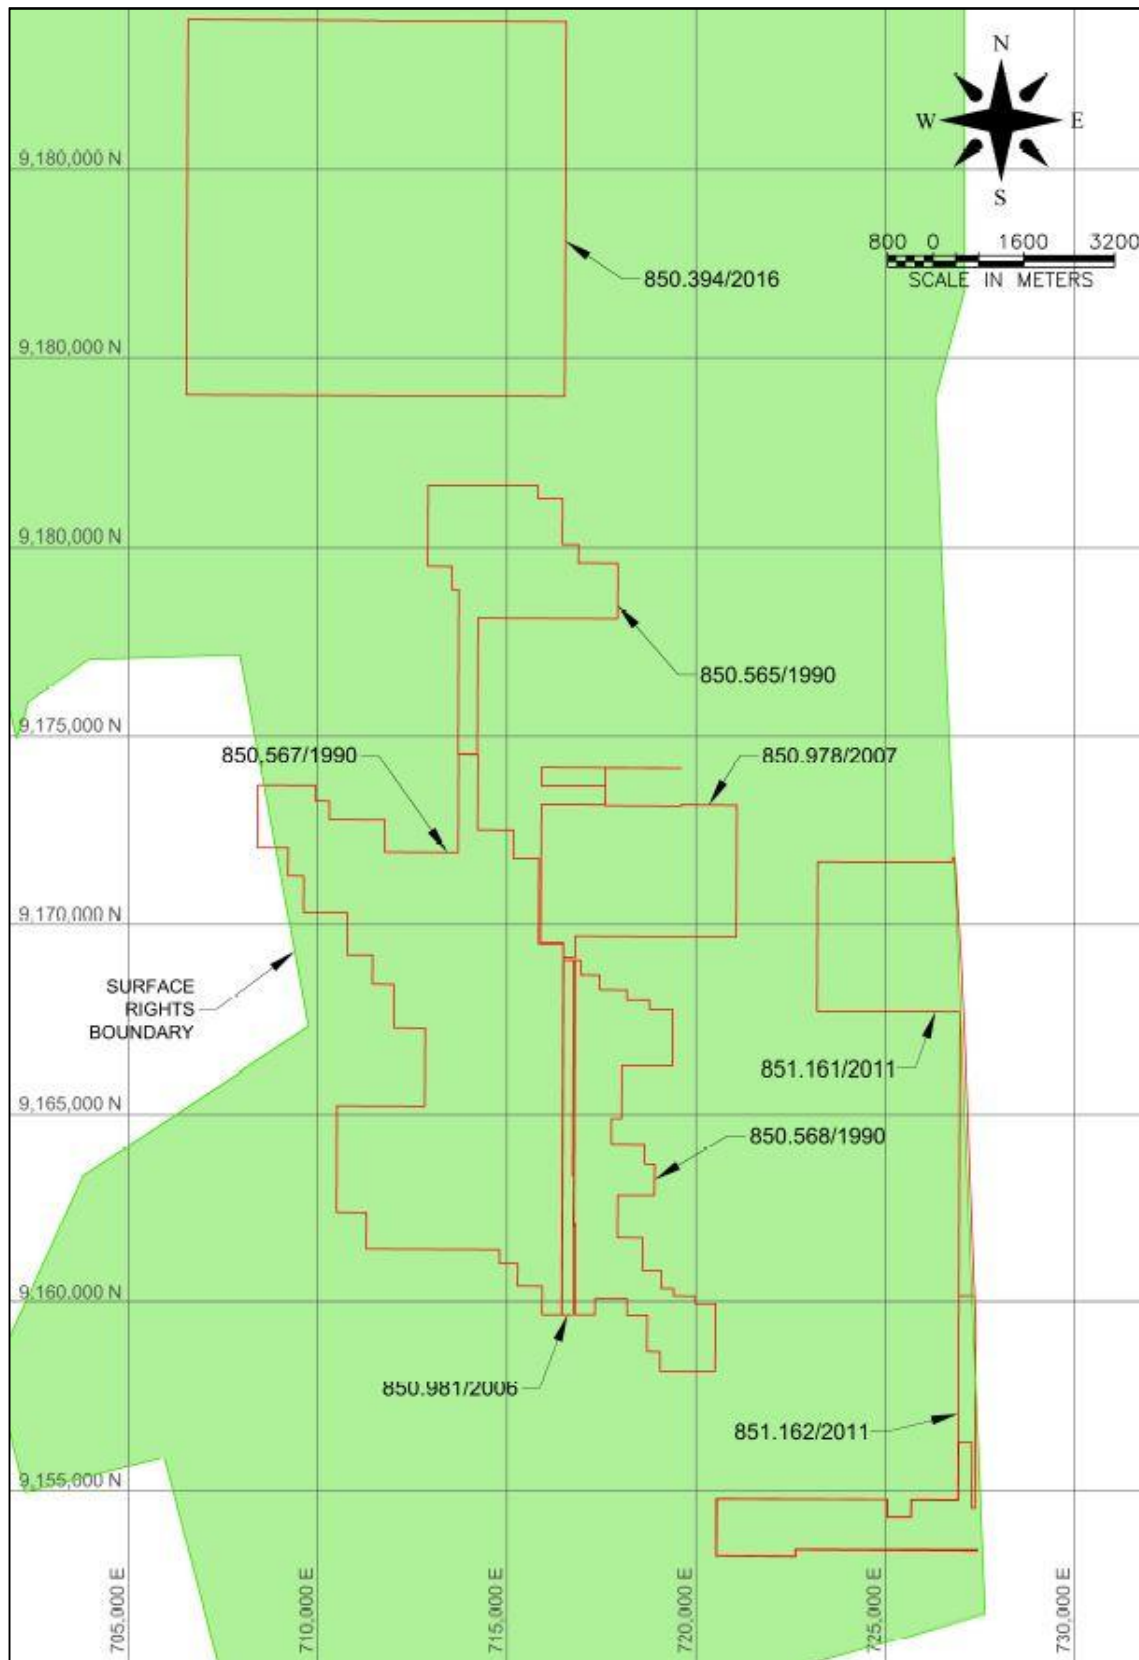 N
W E
S
9,180,000 N
800 0 1600 3200
SCALE IN METERS
850.394/2016
9,180,000 N
9,180,000 N
850.565/1990
9,175,000 N
850.567/1990
850.978/2007
9,170,000 N
SURFACE
RIGHTS
BOUNDARY
851.161/2011
9,165,000 N
850.568/1990
9,160,000 N
850.981/2006
851.162/2011
9,155,000 N
705,000 E
710,000 E
715,000 E
720,000 E
725,000 E
730,000 E